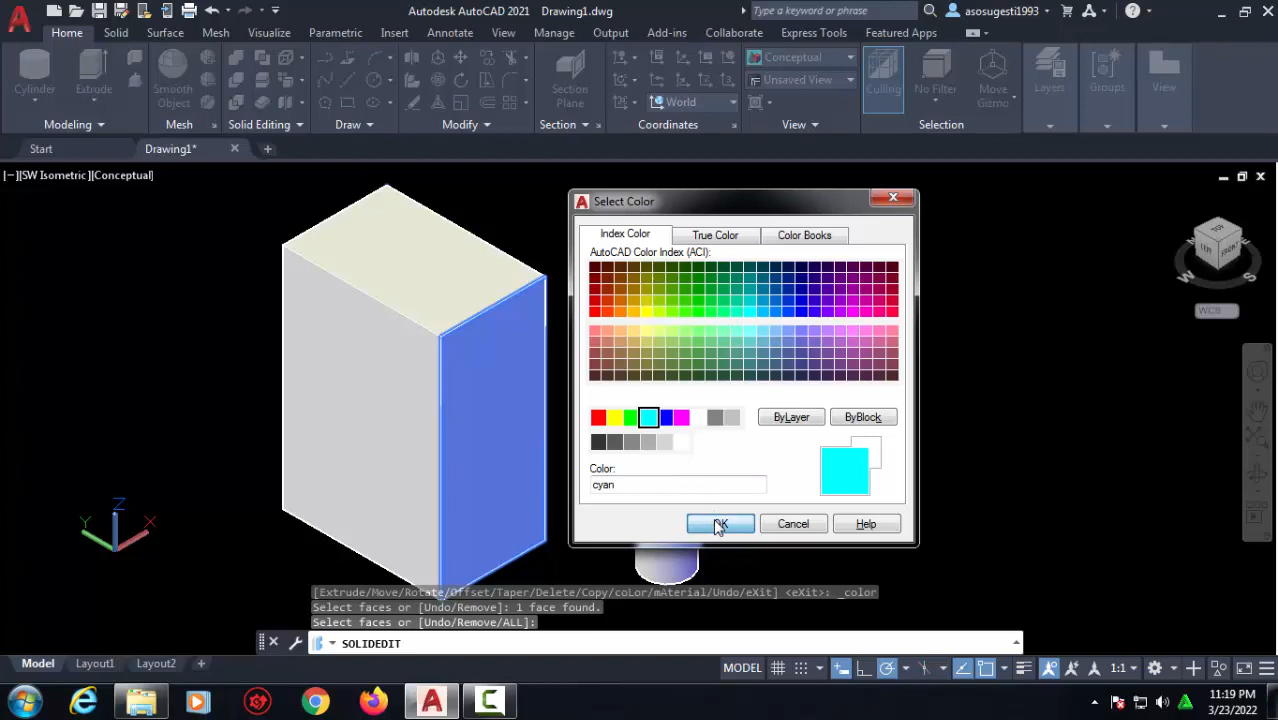 Autodesk AutoCAD 2021 Drawing1.dwg
Type a keyword or phrase
asosugesti1993
Home Solid Surface Mesh Visualize Parametric Insert Annotate View Manage Output Add-ins Collaborate Express Tools Featured Apps
Cylinder Extrude
Smooth Object
Section Plane
Conceptual
Unsaved View
World
Culling No Filter
Move Gizmo
Layers Groups View
Modeling Mesh Solid Editing Draw Modify Section Coordinates View Selection
Start Drawing1*
[−][SW Isometric][Conceptual]
Select Color
Index Color True Color Color Books
AutoCAD Color Index (ACI):
ByLayer ByBlock
Color:
cyan
OK Cancel Help
TOP
LEFT FRONT
W S
WCS
Z
Y X
[Extrude/Move/Rotate/Offset/Taper/Delete/Copy/coLor/mAterial/Undo/eXit] <eXit>: _color
Select faces or [Undo/Remove]: 1 face found.
Select faces or [Undo/Remove/ALL]:
SOLIDEDIT
Model Layout1 Layout2
MODEL 1:1
11:19 PM
3/23/2022